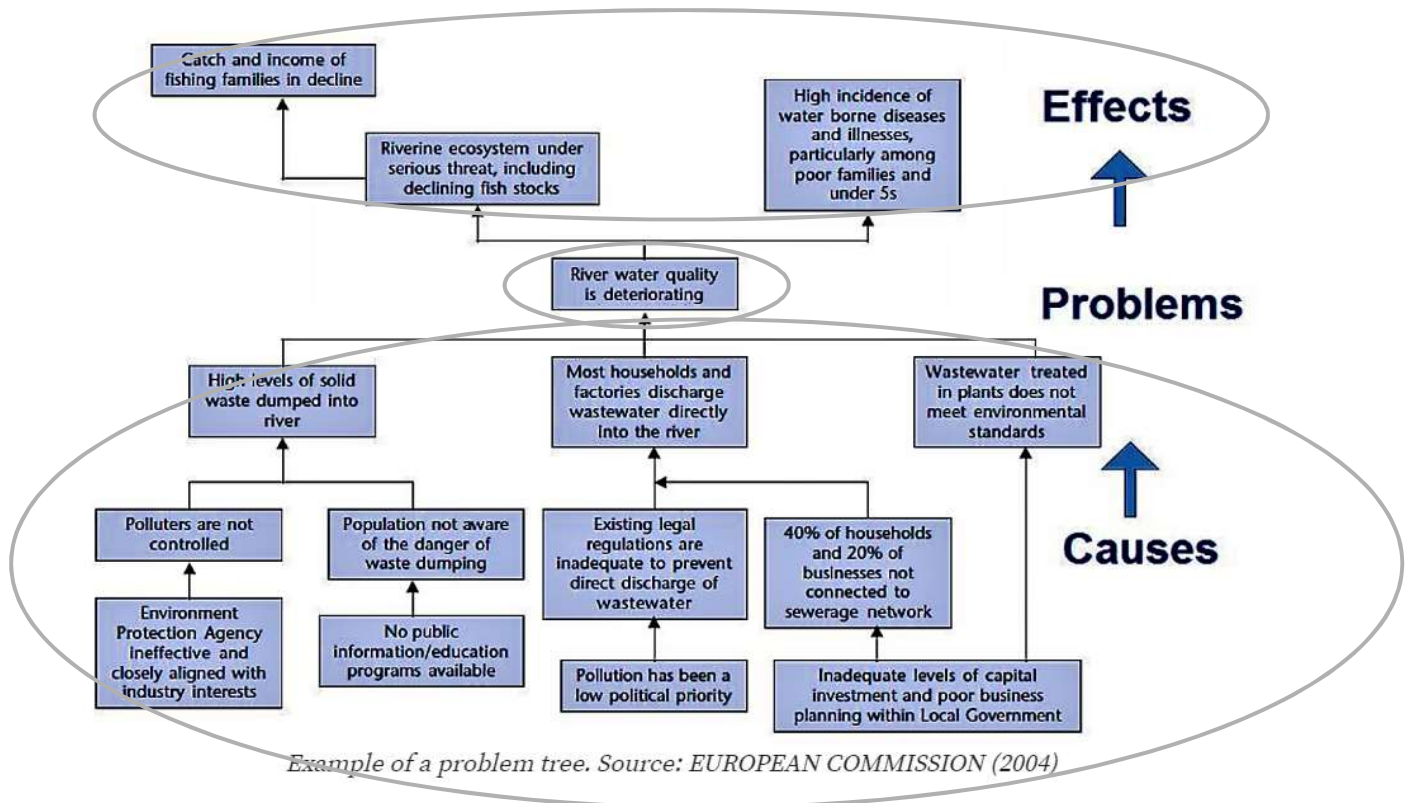 Catch and income of
fishing families in decline
High incidence of
water borne diseases
and illnesses,
particularly among
poor families and
under 5s
Effects
Riverine ecosystem under
serious threat, including
declining fish stocks
River water quality
is deteriorating
Problems
High levels of solid
waste dumped into
river
Most households and
factories discharge
wastewater directly
into the river
Wastewater treated
in plants does not
meet environmental
standards
Polluters are not
controlled
Population not aware
of the danger of
waste dumping
Existing legal
regulations are
inadequate to prevent
direct discharge of
wastewater
40% of households
and 20% of
businesses not
connected to
sewerage network
Causes
Environment
Protection Agency
ineffective and
closely aligned with
industry interests
No public
information/education
programs available
Pollution has been a
low political priority
Inadequate levels of capital
investment and poor business
planning within Local Government
Example of a problem tree. Source: EUROPEAN COMMISSION (2004)